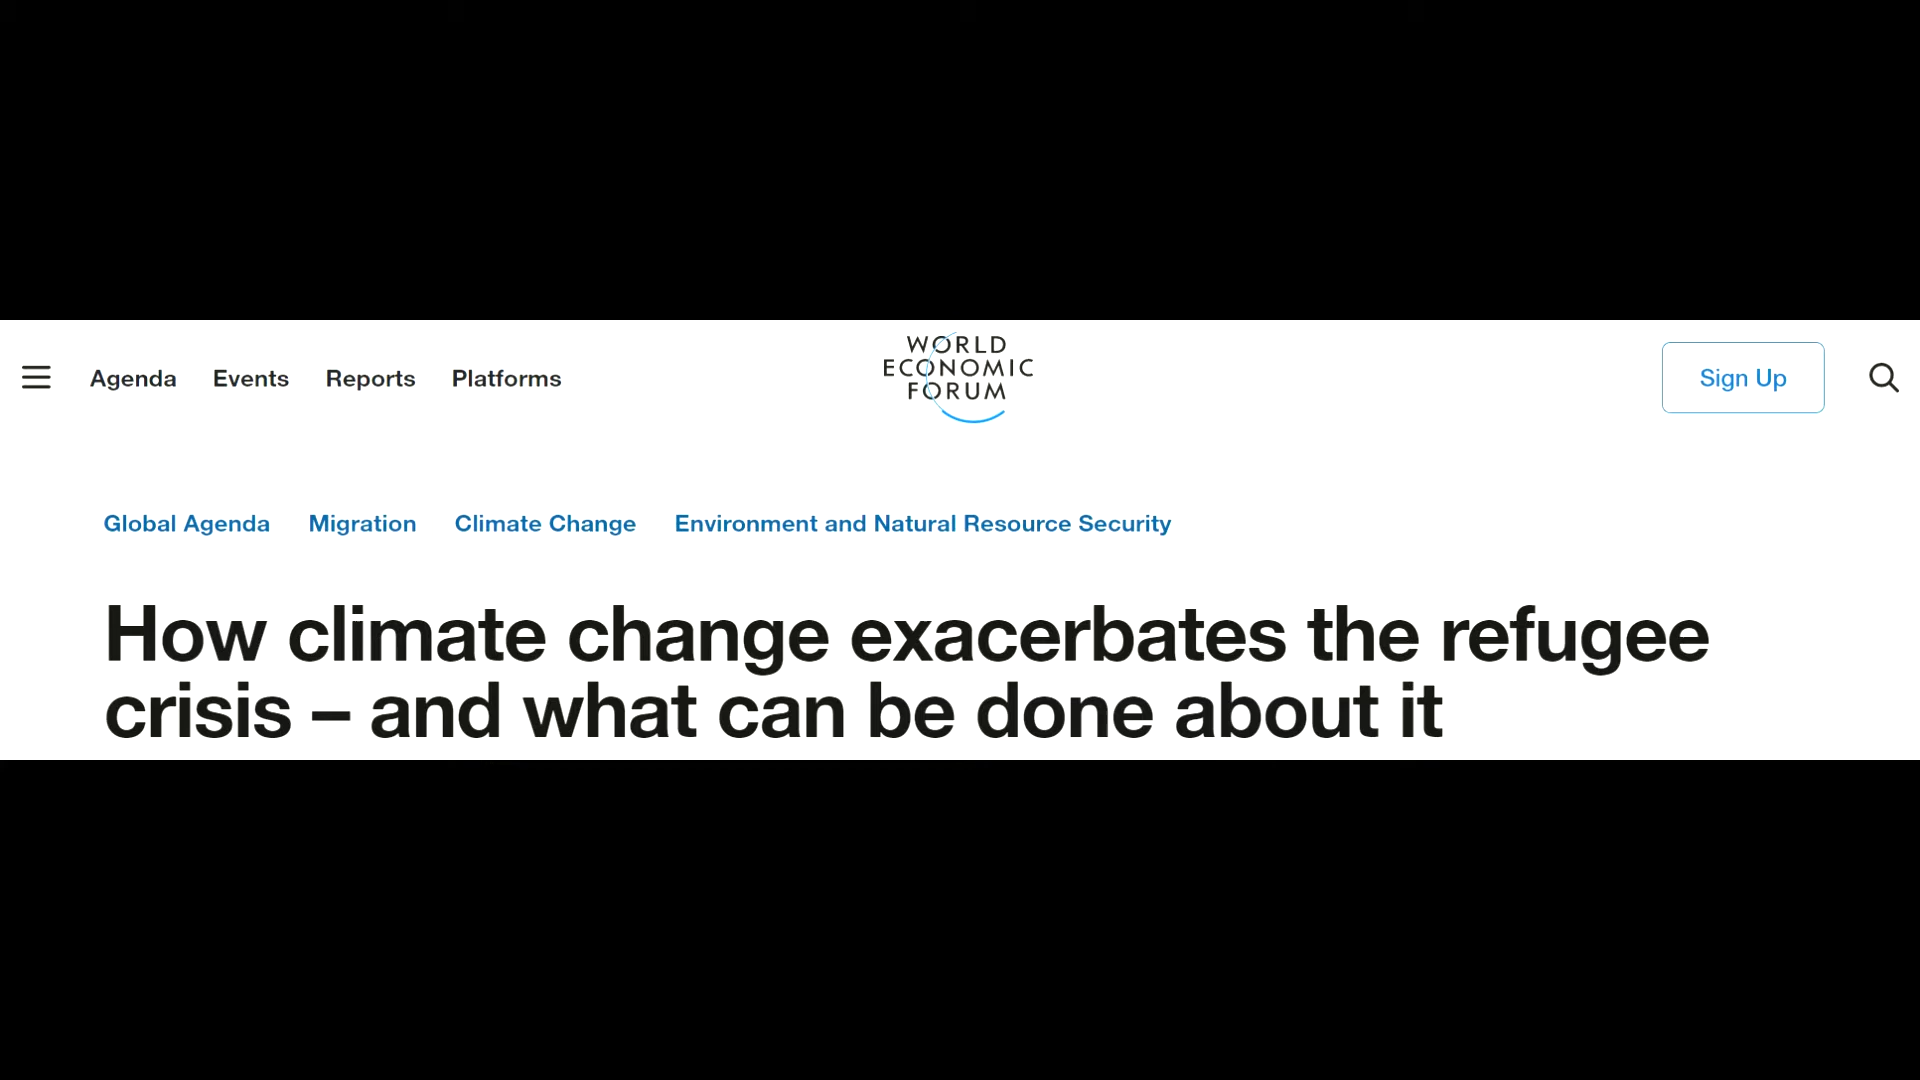 Agenda Events Reports Platforms
WORLD
ECONOMIC
FORUM
Sign Up
Global Agenda Migration Climate Change Environment and Natural Resource Security
How climate change exacerbates the refugee
crisis – and what can be done about it